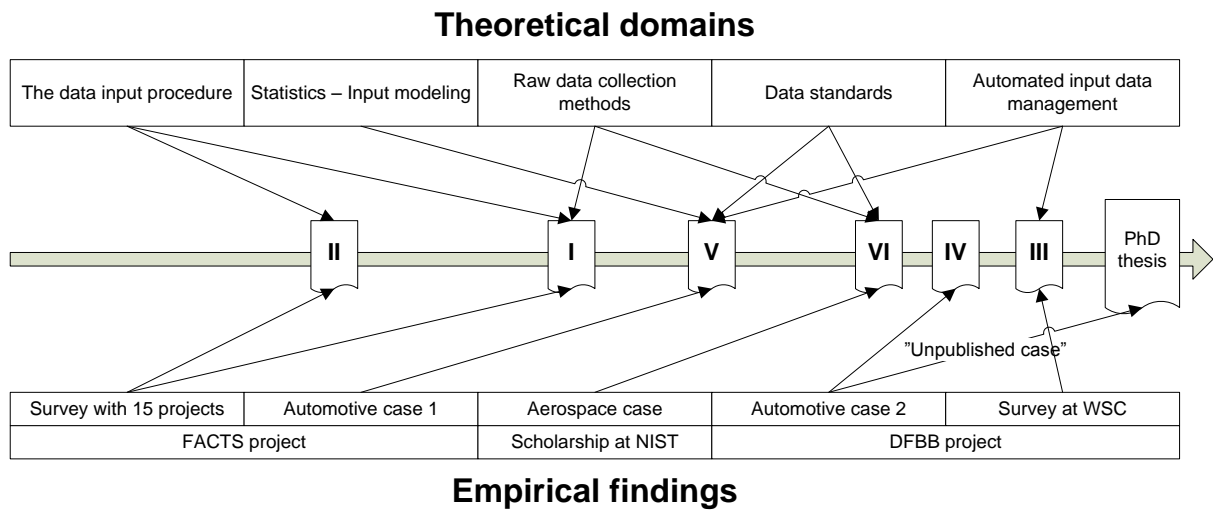 Theoretical domains
The data input procedure
Statistics – Input modeling
Raw data collection
methods
Data standards
Automated input data
management
II
I
V
VI
IV
III
PhD
thesis
”Unpublished case”
Survey with 15 projects
Automotive case 1
Aerospace case
Automotive case 2
Survey at WSC
FACTS project
Scholarship at NIST
DFBB project
Empirical findings